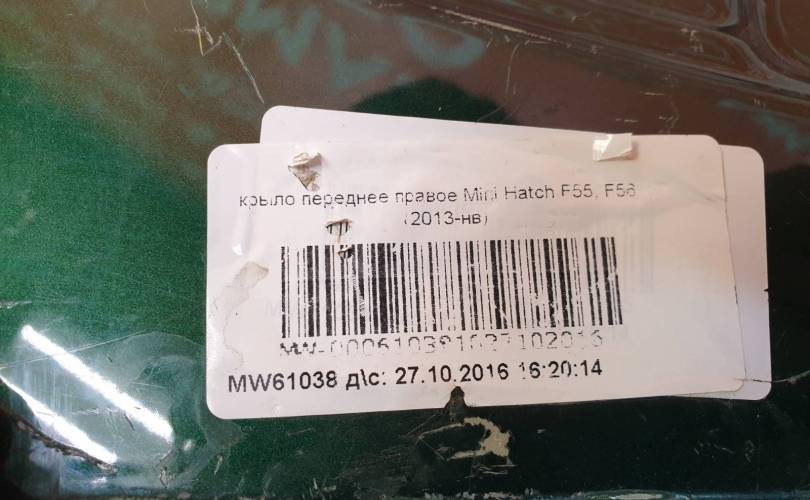 крыло переднее правое Mini Hatch F55, F56
(2013-нв)
MW61038 д\с: 27.10.2016 16:20:14